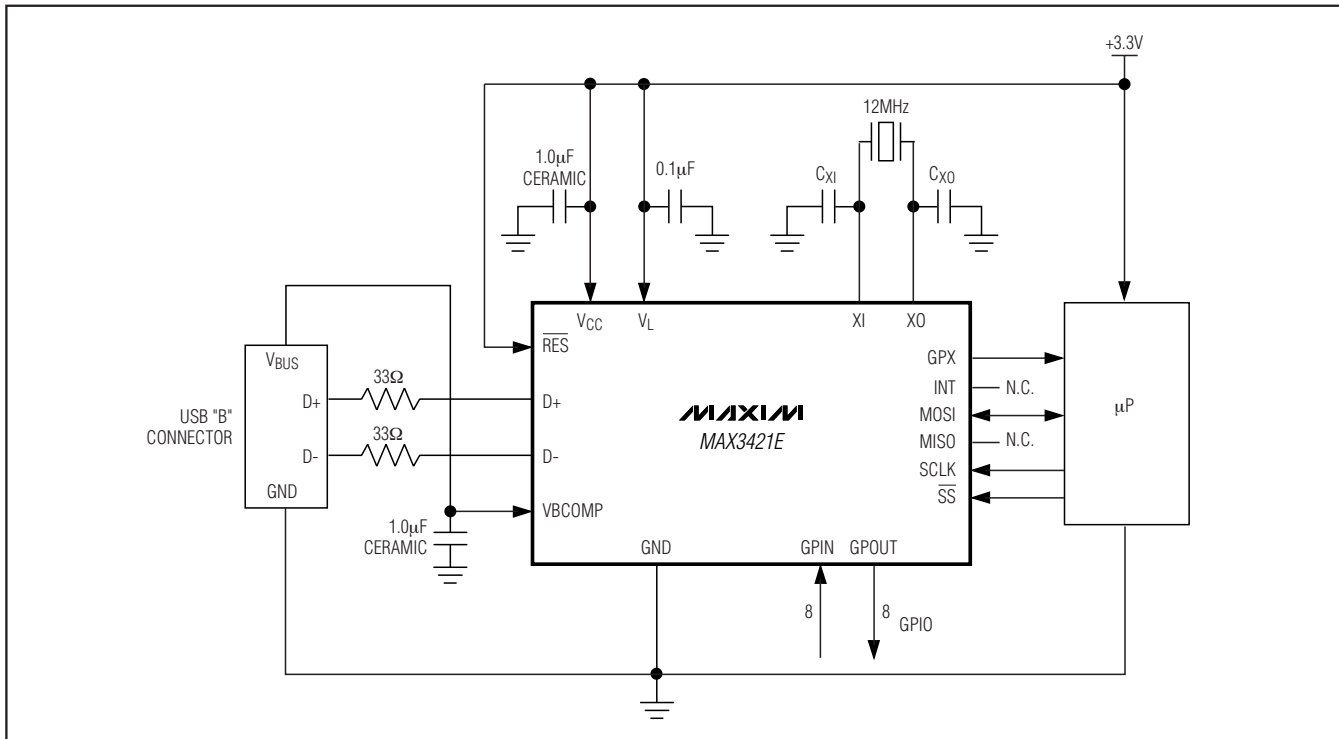 +3.3V
12MHz
1.0µF
CERAMIC
0.1µF
CXI
CXO
VCC
VL
XI
XO
RES
VBUS
D+
D-
GND
USB "B"
CONNECTOR
33Ω
33Ω
D+
D-
VBCOMP
1.0µF
CERAMIC
MAXIM
MAX3421E
GND
GPIN
GPOUT
8
8
GPIO
GPX
INT
N.C.
MOSI
MISO
N.C.
SCLK
SS
µP